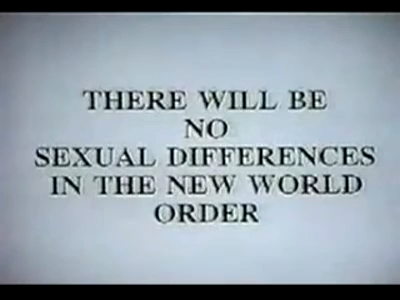 THERE WILL BE
NO
SEXUAL DIFFERENCES
IN THE NEW WORLD
ORDER